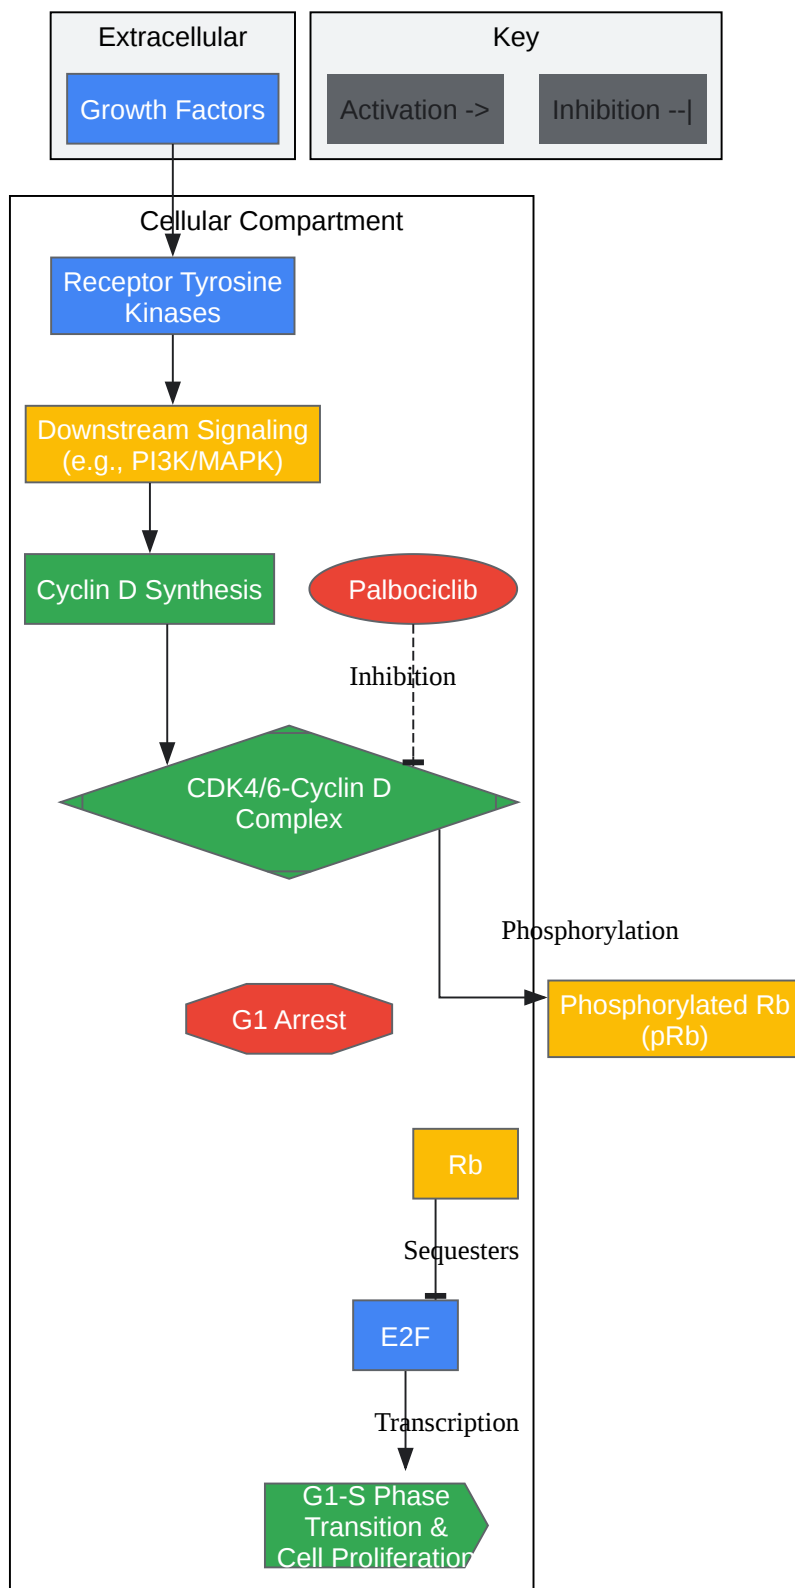 Extracellular
Key
Growth Factors
Activation ->
Inhibition --|
Cellular Compartment
Receptor Tyrosine
Kinases
Downstream Signaling
(e.g., PI3K/MAPK)
Cyclin D Synthesis
Palbociclib
Inhibition
CDK4/6-Cyclin D
Complex
Phosphorylation
Phosphorylated Rb
(pRb)
G1 Arrest
Rb
Sequesters
E2F
Transcription
G1-S Phase
Transition &
Cell Proliferation